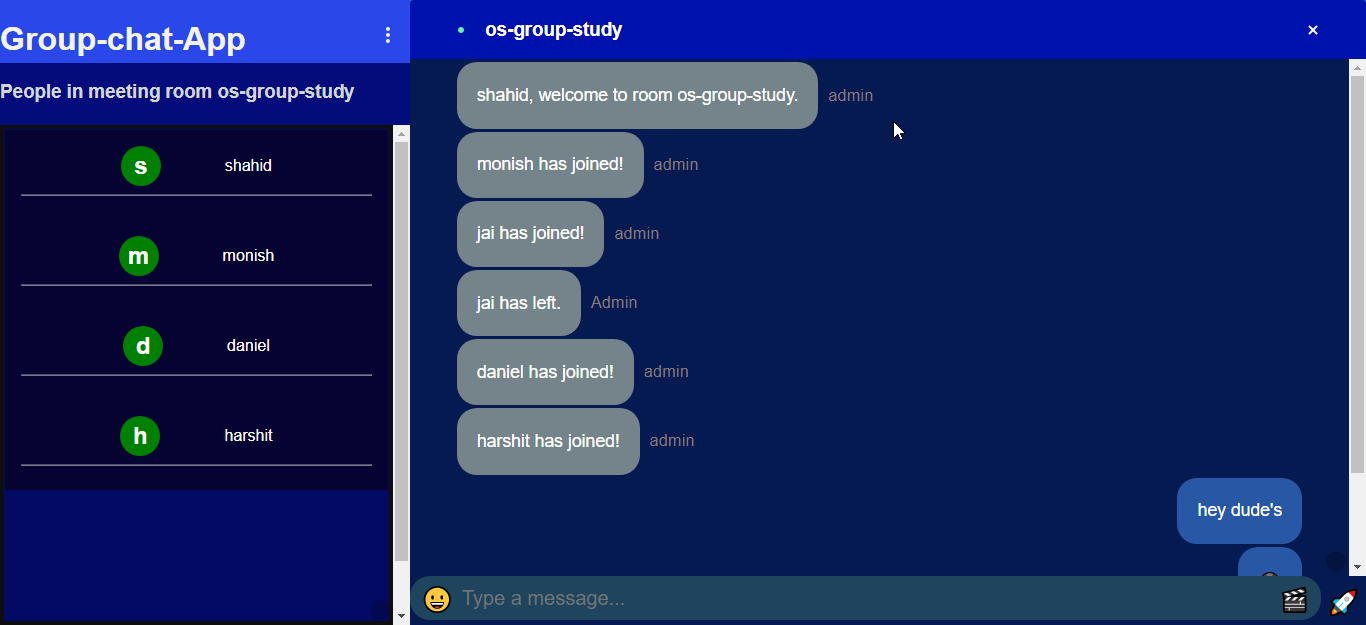 Group-chat-App
People in meeting room os-group-study
s shahid
m monish
d daniel
h harshit
os-group-study ×
shahid, welcome to room os-group-study. admin
monish has joined! admin
jai has joined! admin
jai has left. Admin
daniel has joined! admin
harshit has joined! admin
hey dude's
Type a message...